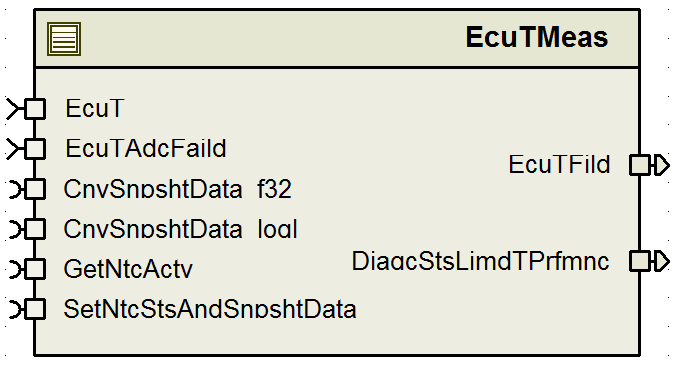 EcuTMeas
EcuT
EcuTAdcFaild
CnvSnpshtData_f32
CnvSnpshtData_logl
GetNtcActv
SetNtcStsAndSnpshtData
EcuTFild
DiagcStsLimdTPrfmnc